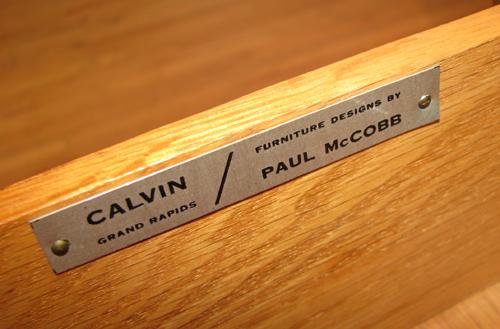 CALVIN
GRAND RAPIDS
/
FURNITURE DESIGNS BY
PAUL McCOBB